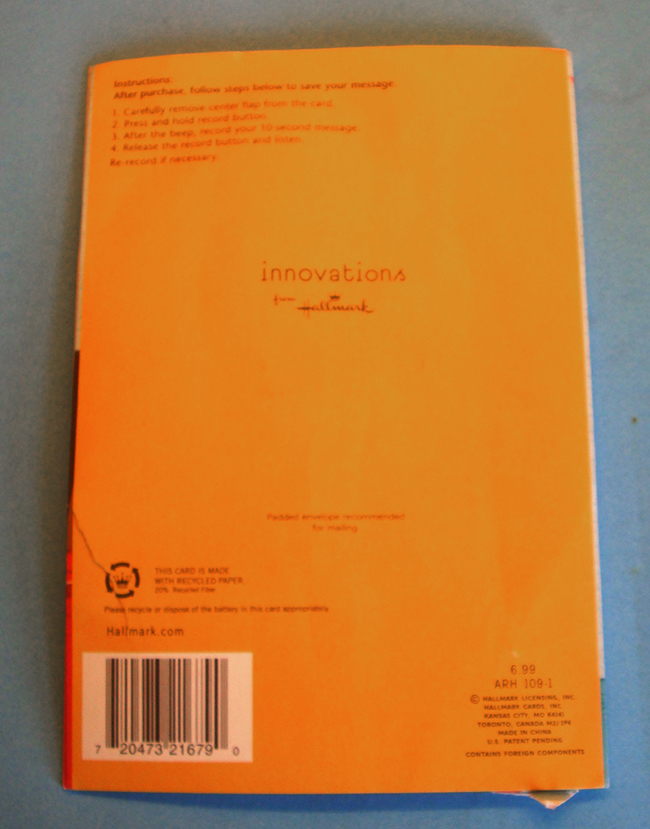 Instructions:
After purchase, follow steps below to save your message.
1. Carefully remove center flap from the card.
2. Press and hold record button.
3. After the beep, record your 10-second message.
4. Release the record button and listen.
Re-record if necessary.
innovations
from Hallmark
Padded envelope recommended
for mailing.
THIS CARD IS MADE
WITH RECYCLED PAPER.
20% Recycled Fiber
Please recycle or dispose of the battery in this card appropriately.
Hallmark.com
7 20473 21679 0
6.99
ARH 109-1
© HALLMARK LICENSING, INC.
HALLMARK CARDS, INC.
KANSAS CITY, MO 64141
TORONTO, CANADA M2J 1P6
MADE IN CHINA
U.S. PATENT PENDING
CONTAINS FOREIGN COMPONENTS